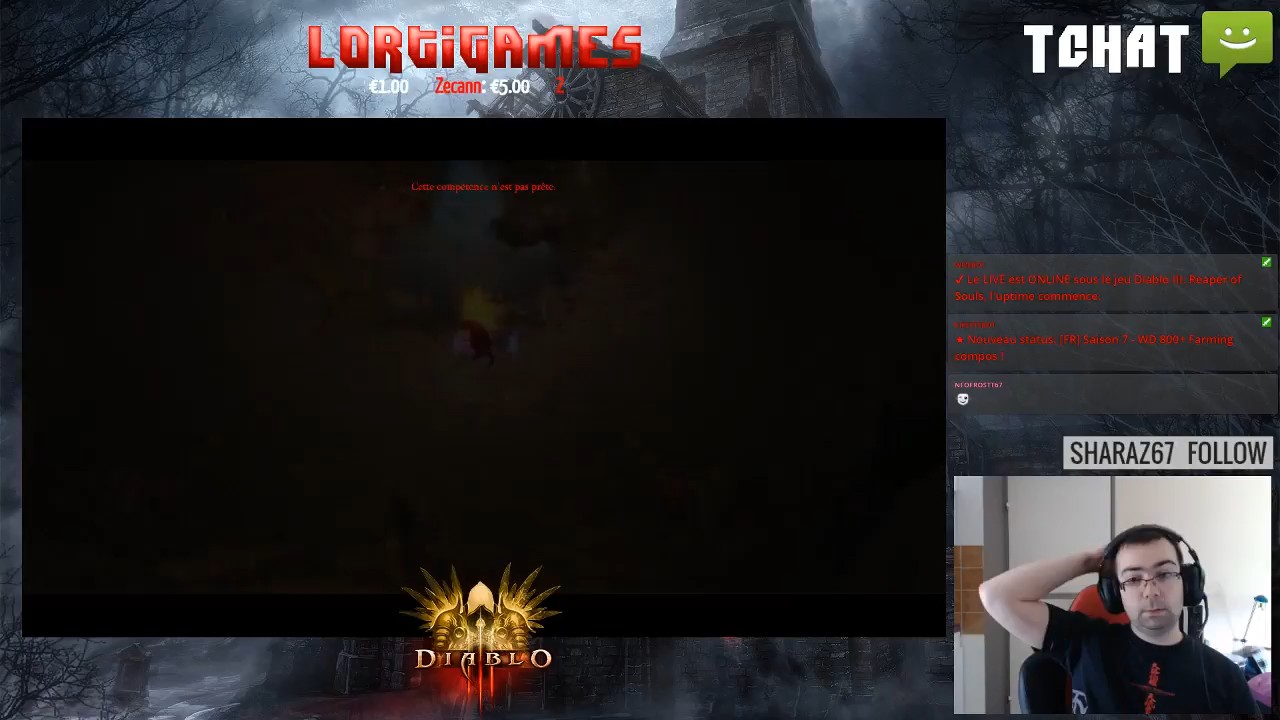 LORTIGAMES
€1.00 Zecann: €5.00 Z
TCHAT
Cette compétence n'est pas prête.
✓ Le LIVE est ONLINE sous le jeu Diablo III: Reaper of
Souls, l'uptime commence.
★ Nouveau status: [FR] Saison 7 - WD 800+ Farming
compos !
NEOFROSTT67
SHARAZ67 FOLLOW
DIABLO